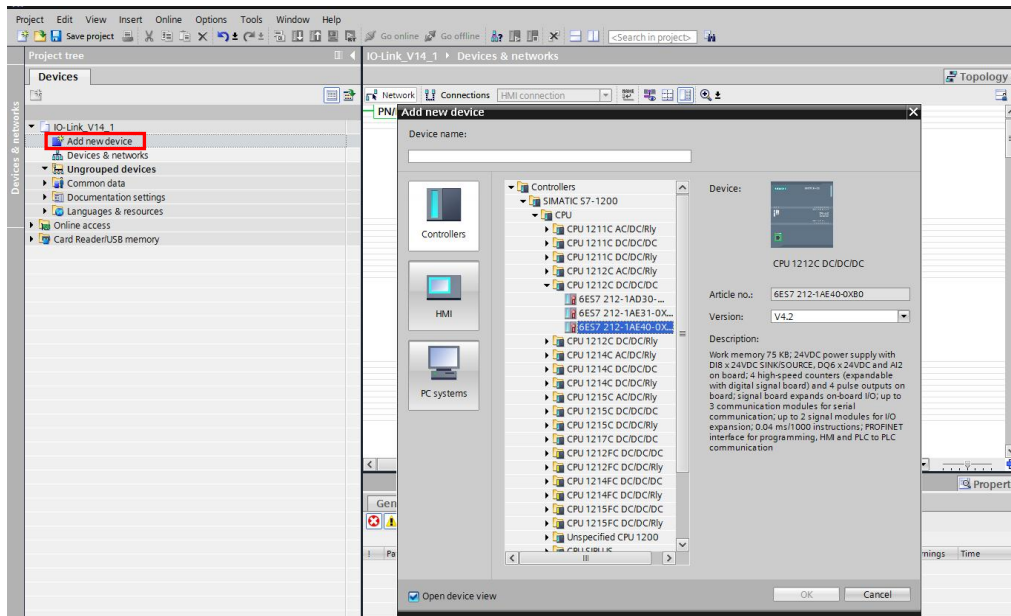 Project Edit View Insert Online Options Tools Window Help
Save project Go online Go offline <Search in project>
Project tree
IO-Link_V14_1 Devices & networks
Devices
Topology
Network Connections HMI connection
Devices & networks
IO-Link_V14_1
Add new device
Devices & networks
Ungrouped devices
Common data
Documentation settings
Languages & resources
Online access
Card Reader/USB memory
PN/
Add new device
Device name:
Controllers
HMI
PC systems
Controllers
SIMATIC S7-1200
CPU
CPU 1211C AC/DC/Rly
CPU 1211C DC/DC/DC
CPU 1211C DC/DC/Rly
CPU 1212C AC/DC/Rly
CPU 1212C DC/DC/DC
6ES7 212-1AD30-...
6ES7 212-1AE31-0X...
6ES7 212-1AE40-0X...
CPU 1212C DC/DC/Rly
CPU 1214C AC/DC/Rly
CPU 1214C DC/DC/DC
CPU 1214C DC/DC/Rly
CPU 1215C AC/DC/Rly
CPU 1215C DC/DC/DC
CPU 1215C DC/DC/Rly
CPU 1217C DC/DC/DC
CPU 1212FC DC/DC/DC
CPU 1212FC DC/DC/Rly
CPU 1214FC DC/DC/DC
CPU 1214FC DC/DC/Rly
CPU 1215FC DC/DC/DC
CPU 1215FC DC/DC/Rly
Unspecified CPU 1200
CPU SIPLUS
Device:
CPU 1212C DC/DC/DC
Article no.: 6ES7 212-1AE40-0XB0
Version: V4.2
Description:
Work memory 75 KB; 24VDC power supply with
DI8 x 24VDC SINK/SOURCE, DQ6 x 24VDC and AI2
on board; 4 high-speed counters (expandable
with digital signal board) and 4 pulse outputs on
board; signal board expands on-board I/O; up to
3 communication modules for serial
communication; up to 2 signal modules for I/O
expansion; 0.04 ms/1000 instructions; PROFINET
interface for programming, HMI and PLC to PLC
communication
Propert
Gen
! Pa
rnings Time
Open device view
OK Cancel